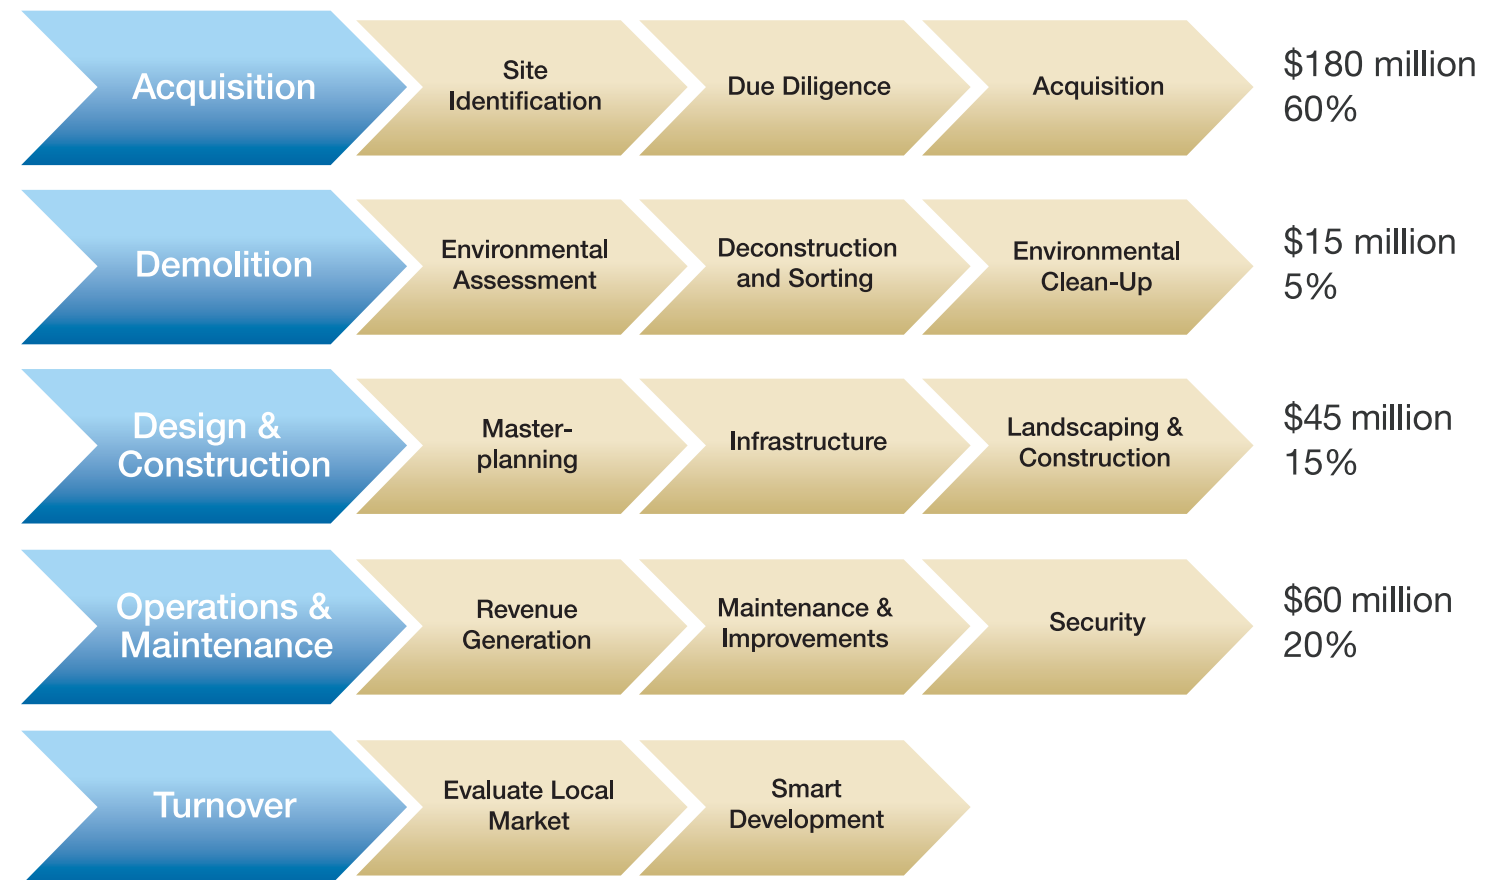 Acquisition
Site
Identification
Due Diligence
Acquisition
$180 million
60%
Demolition
Environmental
Assessment
Deconstruction
and Sorting
Environmental
Clean-Up
$15 million
5%
Design &
Construction
Master-
planning
Infrastructure
Landscaping &
Construction
$45 million
15%
Operations &
Maintenance
Revenue
Generation
Maintenance &
Improvements
Security
$60 million
20%
Turnover
Evaluate Local
Market
Smart
Development